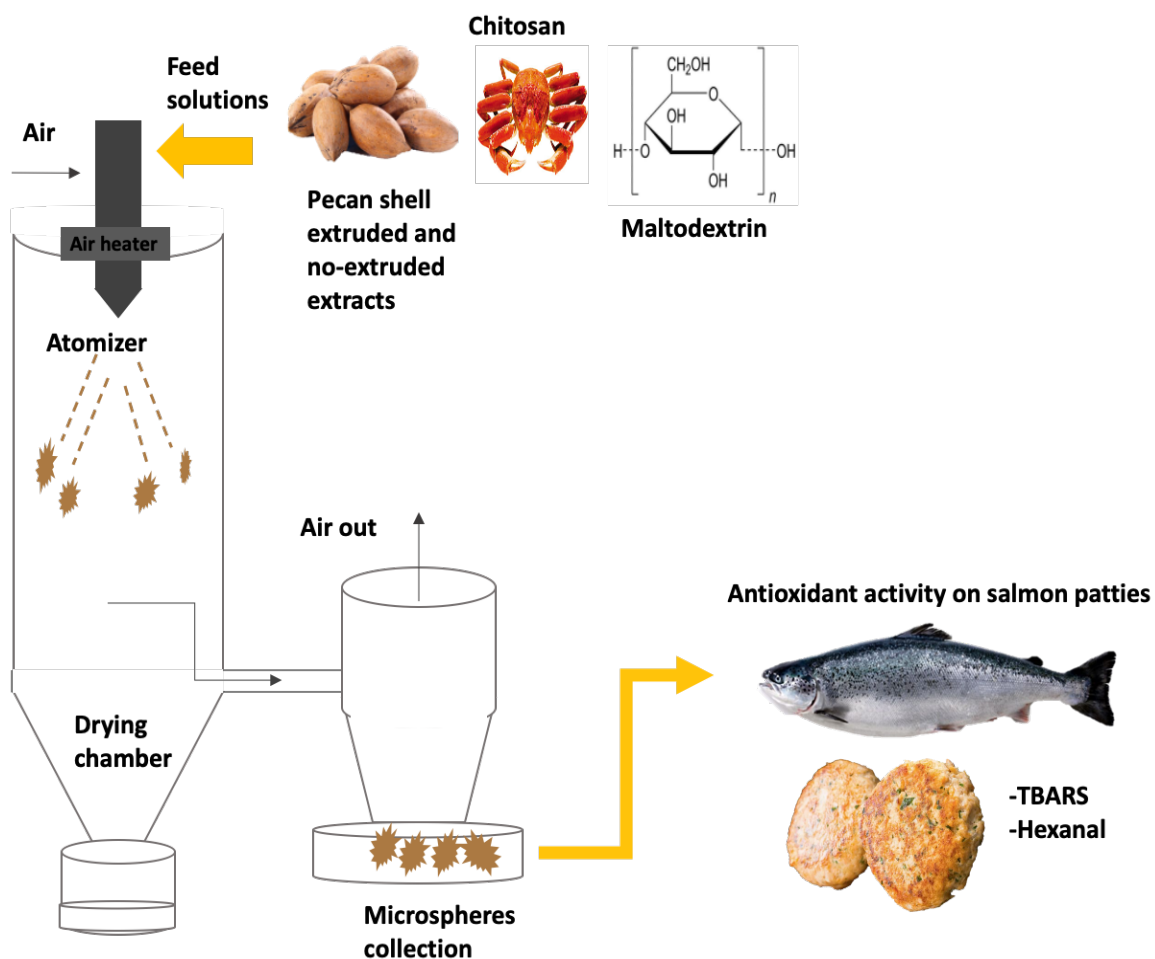 Chitosan
Feed
solutions
Air
CH2OH
O
OH
H
O
OH
OH
n
Pecan shell
extruded and
no-extruded
extracts
Maltodextrin
Air heater
Atomizer
Air out
Antioxidant activity on salmon patties
Drying
chamber
-TBARS
-Hexanal
Microspheres
collection